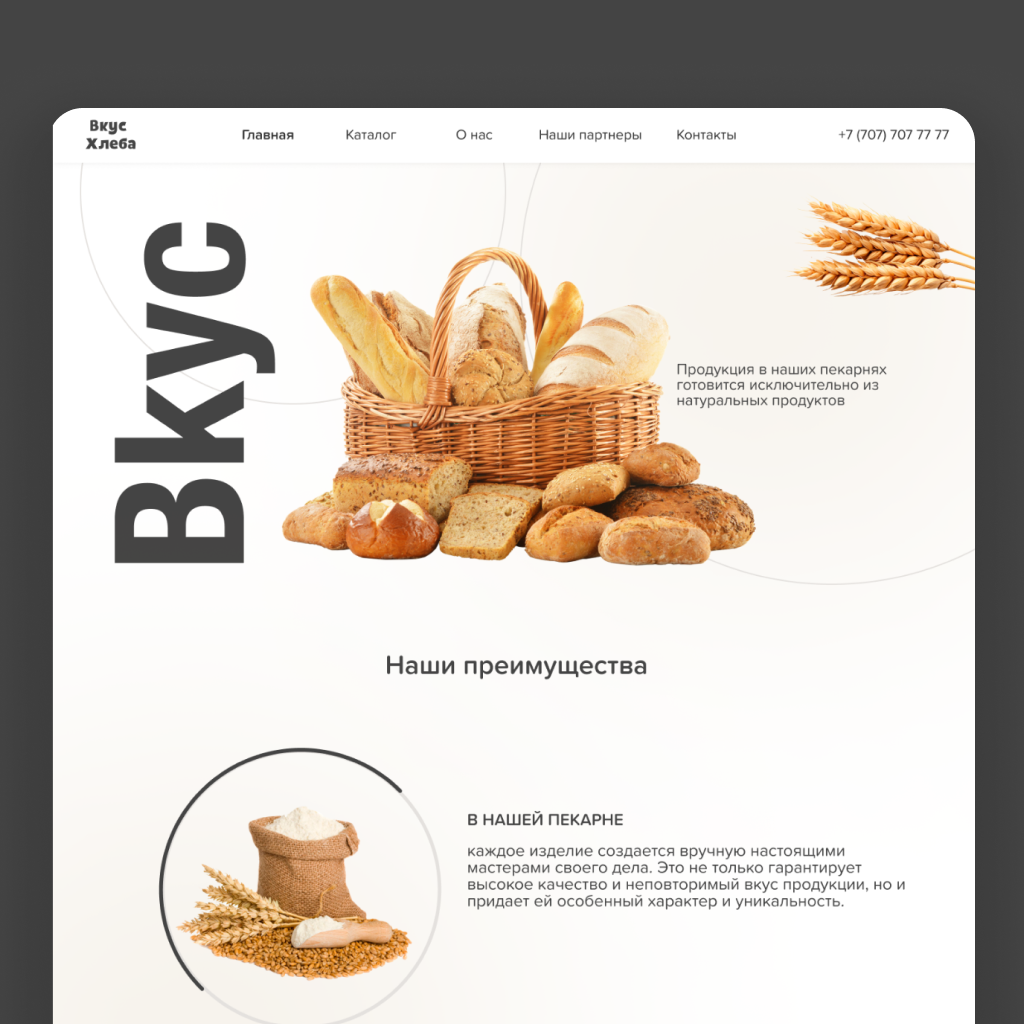 Вкус
Хлеба
Главная
Каталог
О нас
Наши партнеры
Контакты
+7 (707) 707 77 77
Вкус
Продукция в наших пекарнях
готовится исключительно из
натуральных продуктов
Наши преимущества
В НАШЕЙ ПЕКАРНЕ
каждое изделие создается вручную настоящими
мастерами своего дела. Это не только гарантирует
высокое качество и неповторимый вкус продукции, но и
придает ей особенный характер и уникальность.